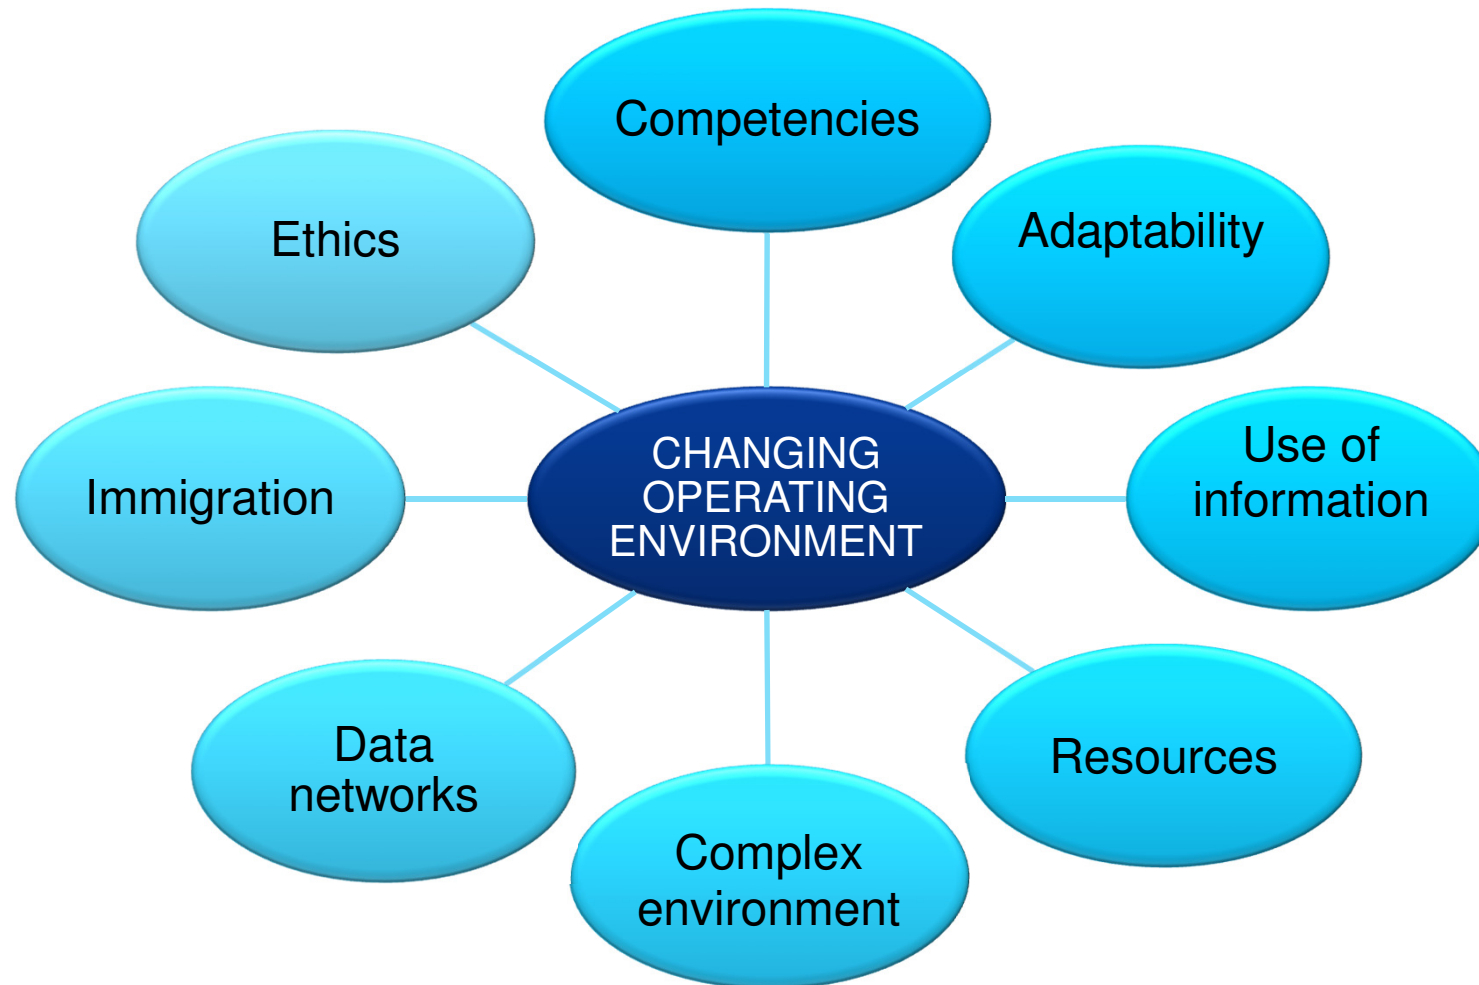 Competencies
Ethics
Adaptability
Use of
information
Immigration
CHANGING
OPERATING
ENVIRONMENT
Data
networks
Resources
Complex
environment